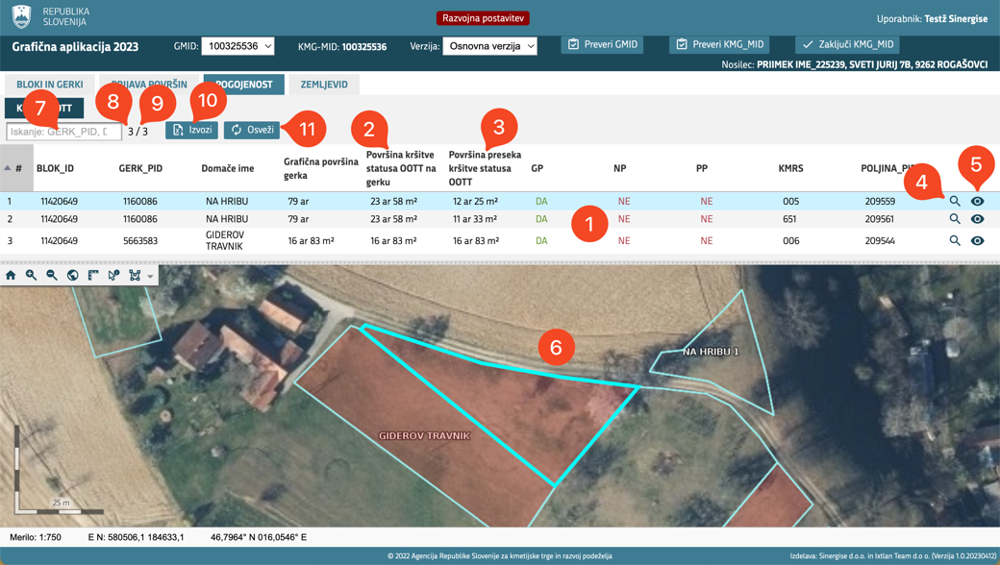 REPUBLIKA
SLOVENIJA
Razvojna postavitev
Uporabnik: Testž Sinergise
Grafična aplikacija 2023
GMID: 100325536
KMG-MID: 100325536
Verzija: Osnovna verzija
Preveri GMID
Preveri KMG_MID
Zaključi KMG_MID
Nosilec: PRIIMEK IME_225239, SVETI JURIJ 7B, 9262 ROGAŠOVCI
BLOKI IN GERKI
POVRŠIN
POGOJENOST
ZEMLJEVID
7
8
9
10
11
2
3
4
5
Iskanje: GERK_PID, D
3 / 3
Izvozi
Osveži
# BLOK_ID GERK_PID Domače ime Grafična površina gerka Površina kršitve statusa OOTT na gerku Površina preseka kršitve statusa OOTT GP NP PP KMRS POLJINA_PID
1 11420649 1160086 NA HRIBU 79 ar 23 ar 58 m² 12 ar 25 m² DA NE NE 005 209559
2 11420649 1160086 NA HRIBU 79 ar 23 ar 58 m² 11 ar 33 m² DA 1 NE NE 651 209561
3 11420649 5663583 GIDEROV TRAVNIK 16 ar 83 m² 16 ar 83 m² 16 ar 83 m² DA NE NE 006 209544
6
NA HRIBU 1
GIDEROV TRAVNIK
25 m
Merilo: 1:750 E N: 580506,1 184633,1 46,7964° N 016,0546° E
© 2022 Agencija Republike Slovenije za kmetijske trge in razvoj podeželja
Izdelava: Sinergise d.o.o. in Ixtlan Team d.o.o. (Verzija 1.0.20230412)